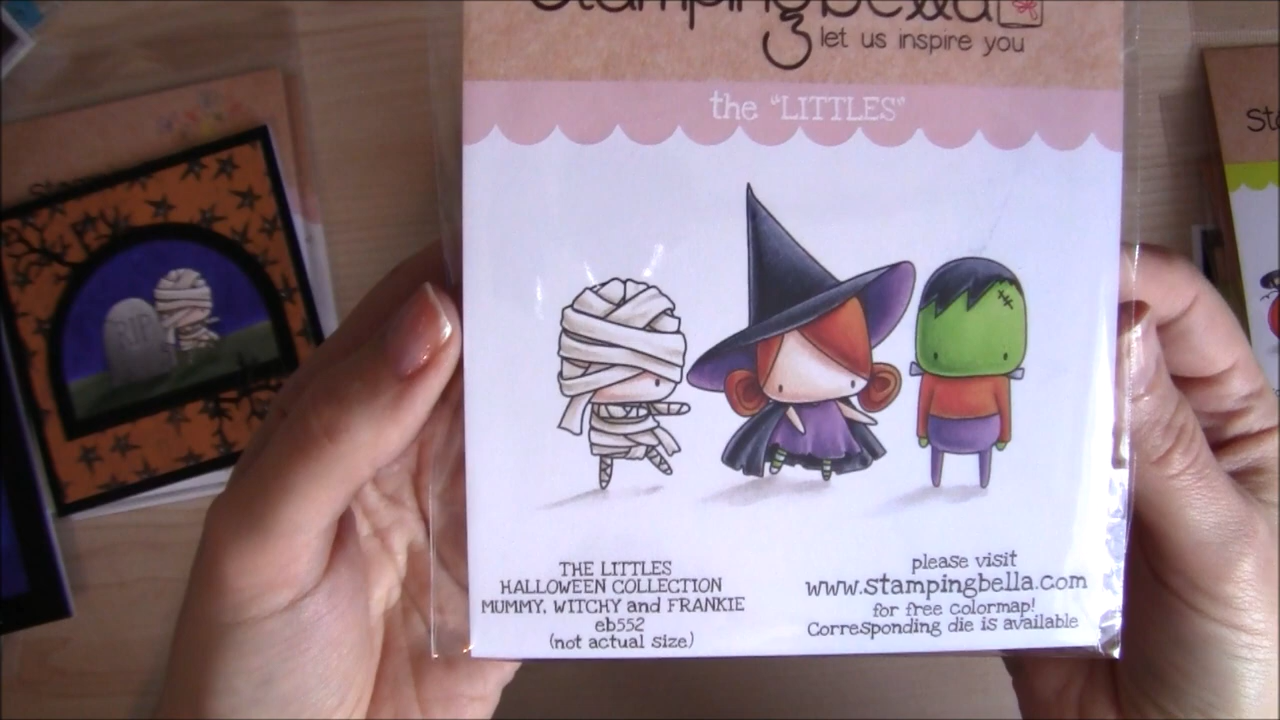 stampingbella
let us inspire you
the "LITTLES"
RIP
THE LITTLES
HALLOWEEN COLLECTION
MUMMY, WITCHY and FRANKIE
eb552
(not actual size)
please visit
www.stampingbella.com
for free colormap!
Corresponding die is available